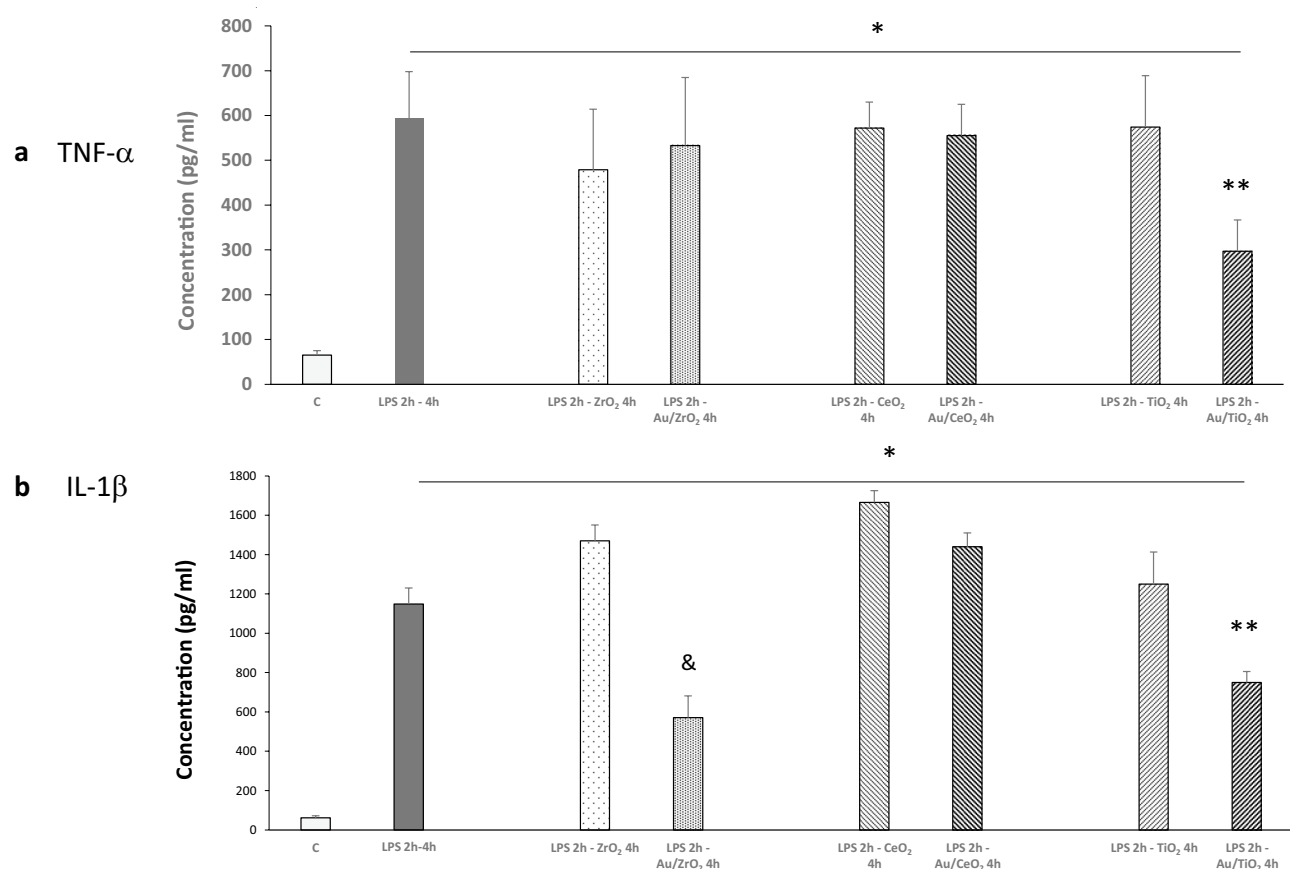 *
800
700
600
500
400
300
200
100
0
Concentration (pg/ml)
a TNF-α
**
C
LPS 2h - 4h
LPS 2h - ZrO₂ 4h
LPS 2h -
Au/ZrO₂ 4h
LPS 2h - CeO₂
4h
LPS 2h -
Au/CeO₂ 4h
LPS 2h - TiO₂ 4h
LPS 2h -
Au/TiO₂ 4h
b IL-1β
*
1800
1600
1400
1200
1000
800
600
400
200
0
Concentration (pg/ml)
&
**
C
LPS 2h-4h
LPS 2h - ZrO₂ 4h
LPS 2h -
Au/ZrO₂ 4h
LPS 2h - CeO₂
4h
LPS 2h -
Au/CeO₂ 4h
LPS 2h - TiO₂ 4h
LPS 2h -
Au/TiO₂ 4h